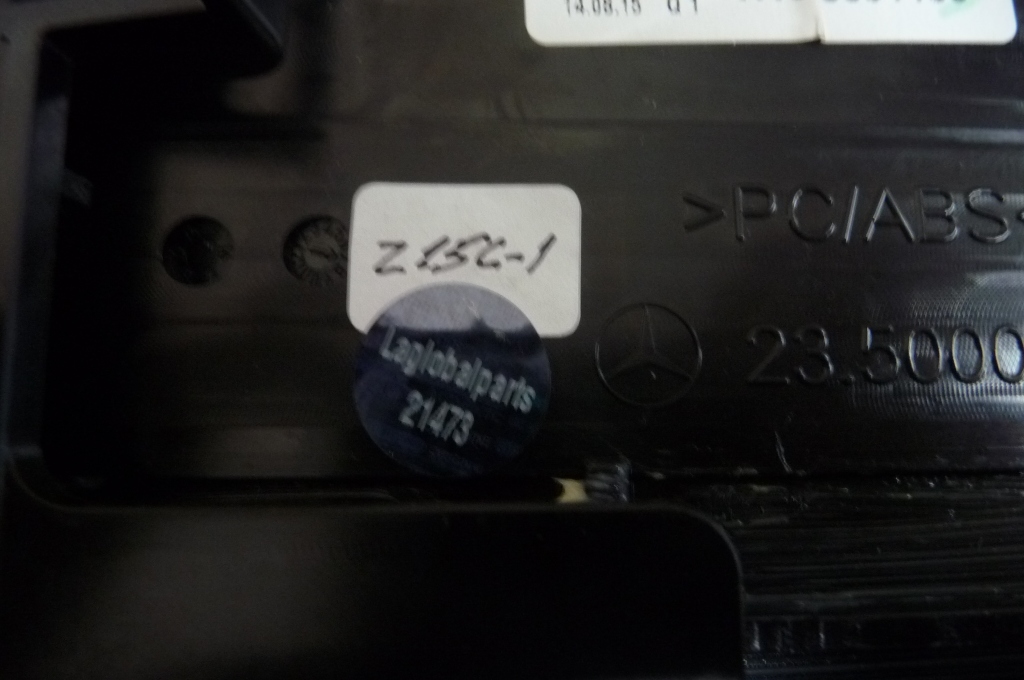 14.08.15
>PC/ABS<
Z15C-1
23.5000
Laglobalparts
21473